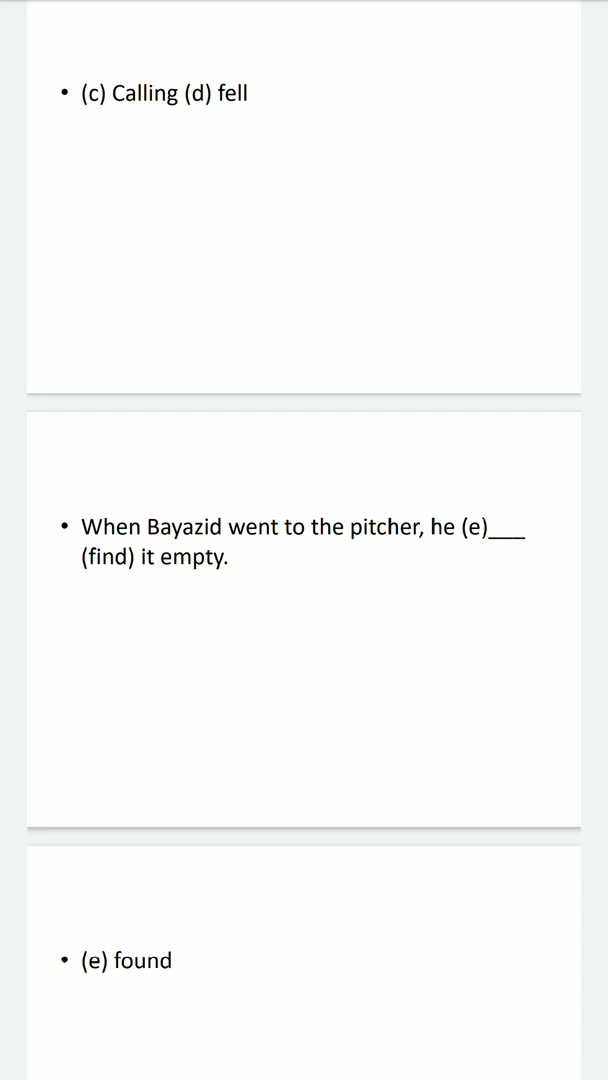 • (c) Calling (d) fell
• When Bayazid went to the pitcher, he (e)___
(find) it empty.
• (e) found